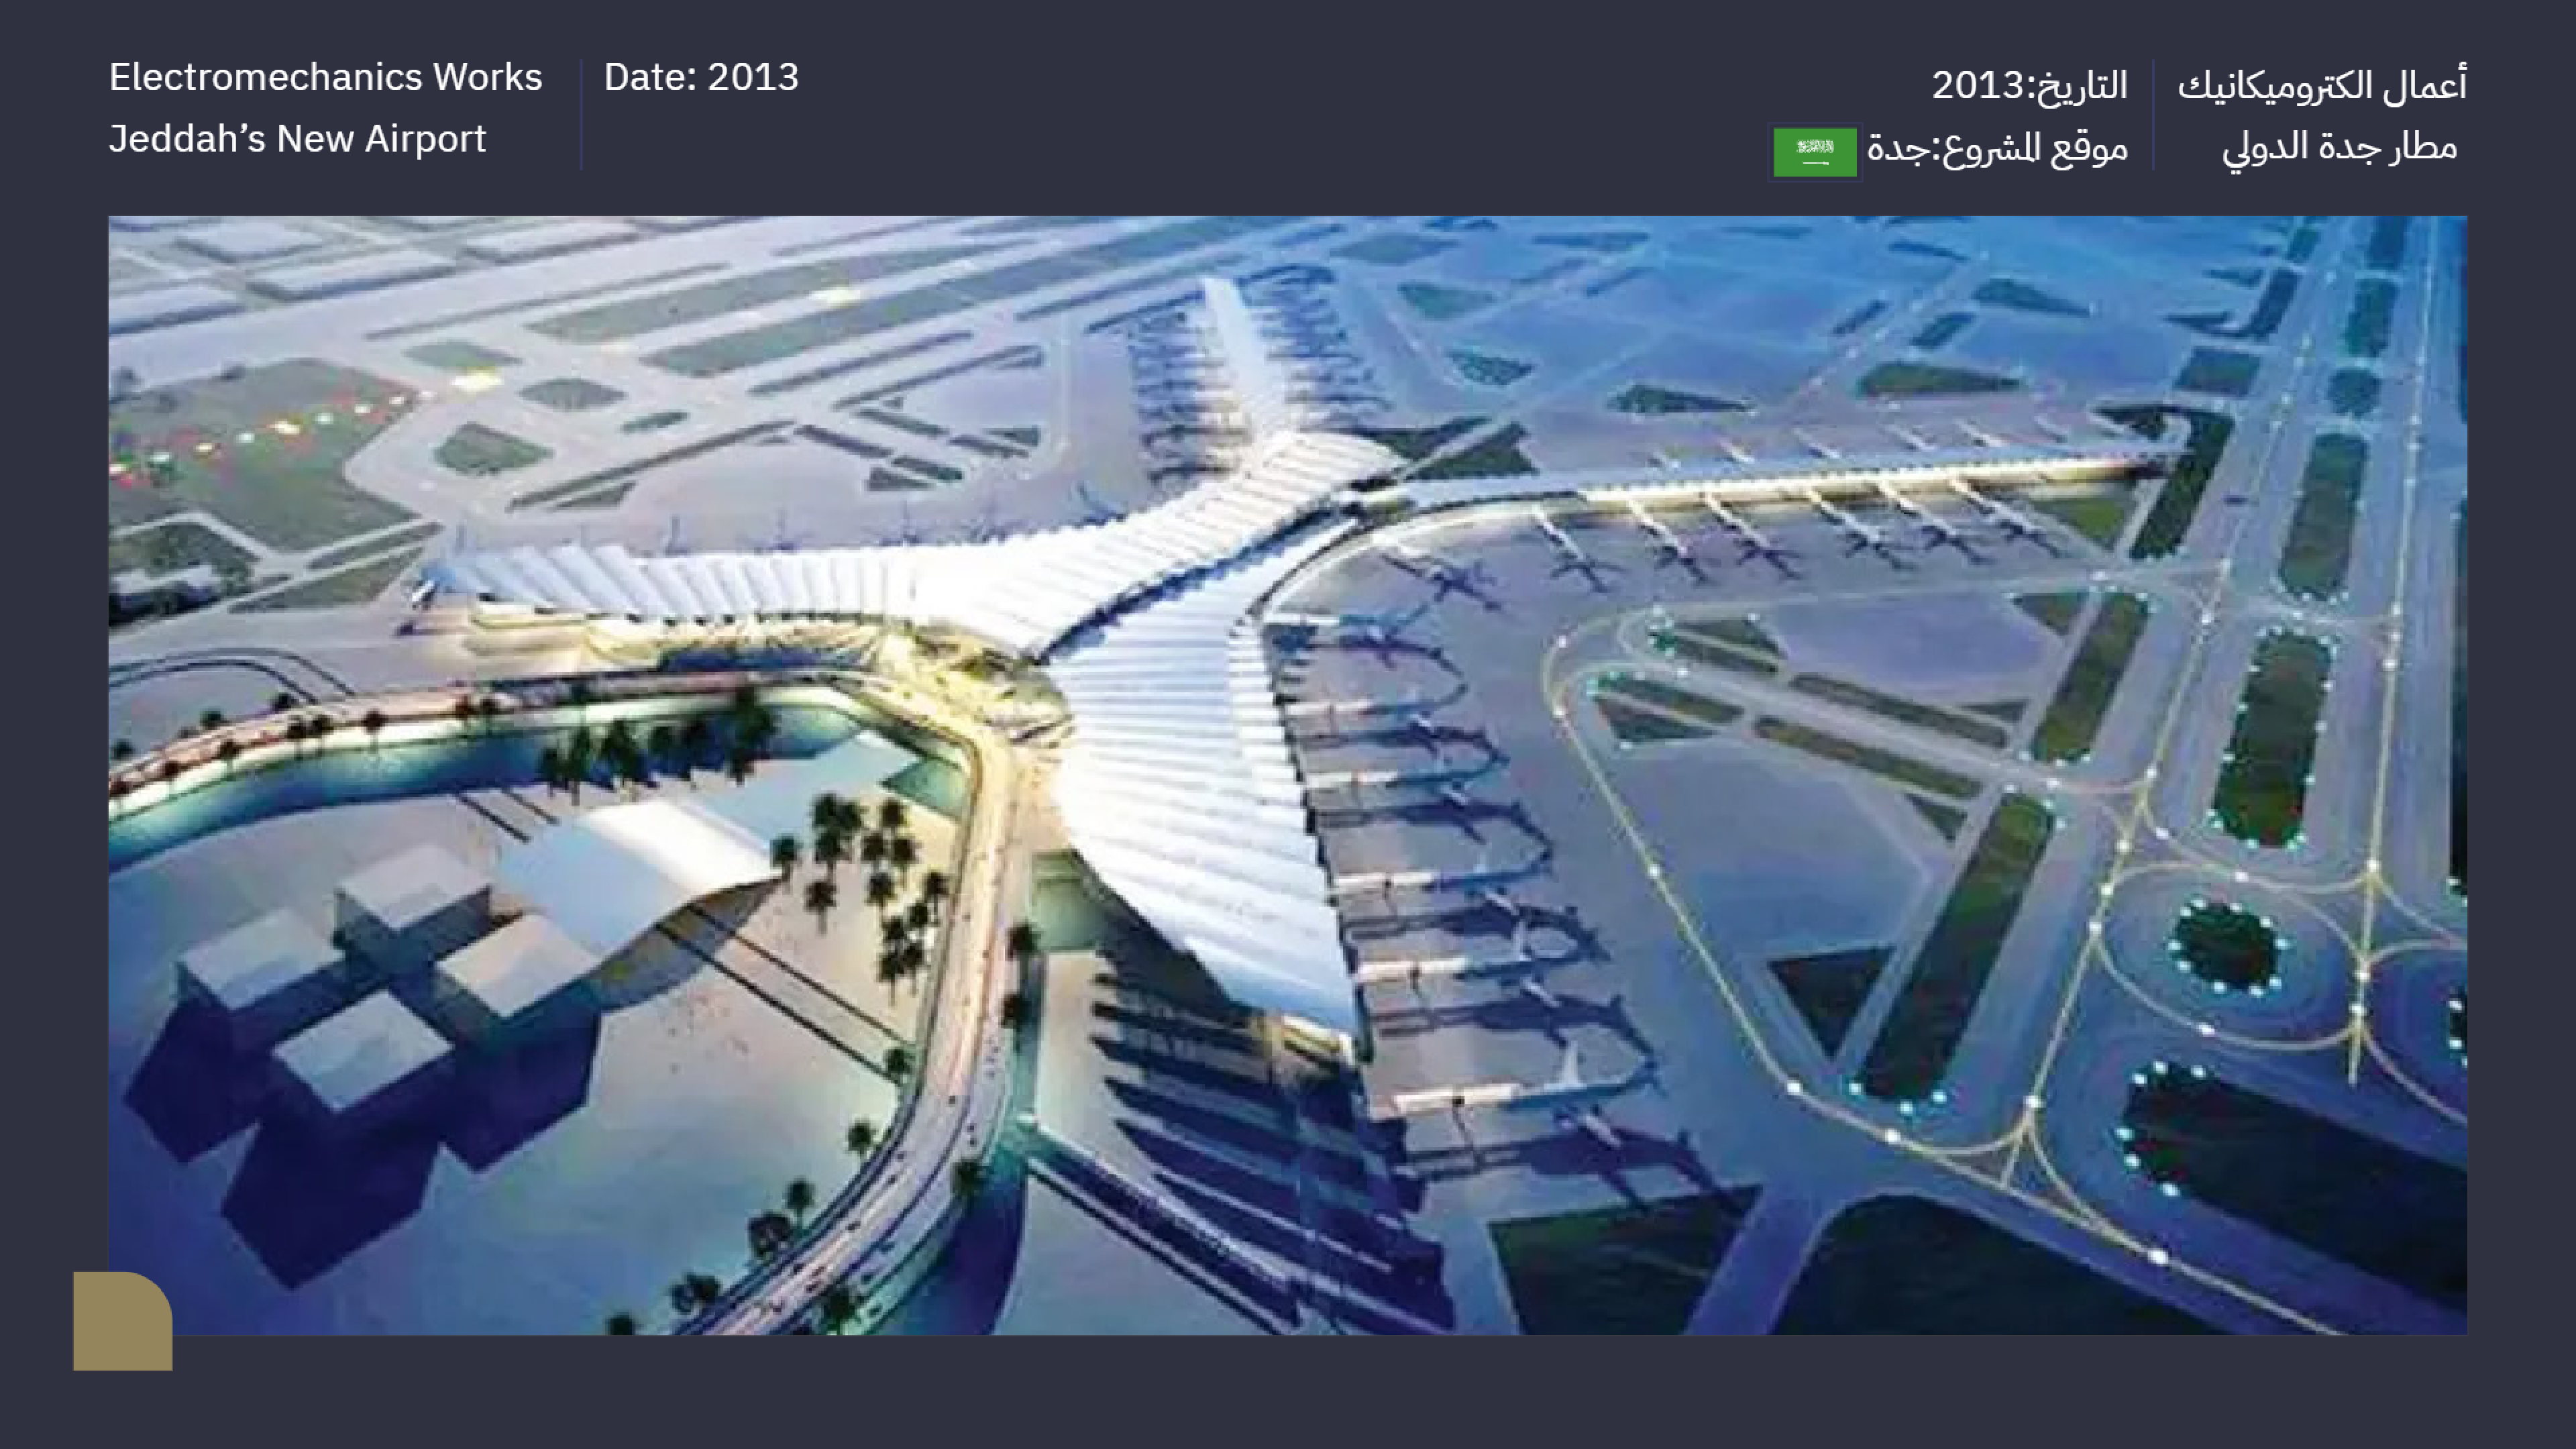 Electromechanics Works
Jeddah’s New Airport
Date: 2013
أعمال الكتروميكانيك
مطار جدة الدولي
التاريخ:2013
موقع المشروع:جدة